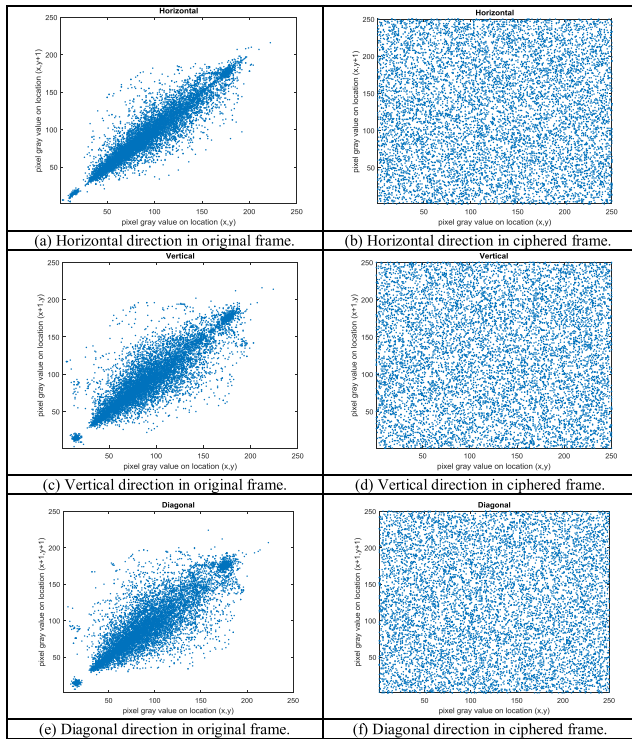 Horizontal
250
200
150
100
50
50 100 150 200 250
pixel gray value on location (x,y)
pixel gray value on location (x,y+1)
(a) Horizontal direction in original frame.
Horizontal
250
200
150
100
50
50 100 150 200 250
pixel gray value on location (x,y)
pixel gray value on location (x,y+1)
(b) Horizontal direction in ciphered frame.
Vertical
250
200
150
100
50
50 100 150 200 250
pixel gray value on location (x,y)
pixel gray value on location (x+1,y)
(c) Vertical direction in original frame.
Vertical
250
200
150
100
50
50 100 150 200 250
pixel gray value on location (x,y)
pixel gray value on location (x+1,y)
(d) Vertical direction in ciphered frame.
Diagonal
250
200
150
100
50
50 100 150 200 250
pixel gray value on location (x,y)
pixel gray value on location (x+1,y+1)
(e) Diagonal direction in original frame.
Diagonal
250
200
150
100
50
50 100 150 200 250
pixel gray value on location (x,y)
pixel gray value on location (x+1,y+1)
(f) Diagonal direction in ciphered frame.